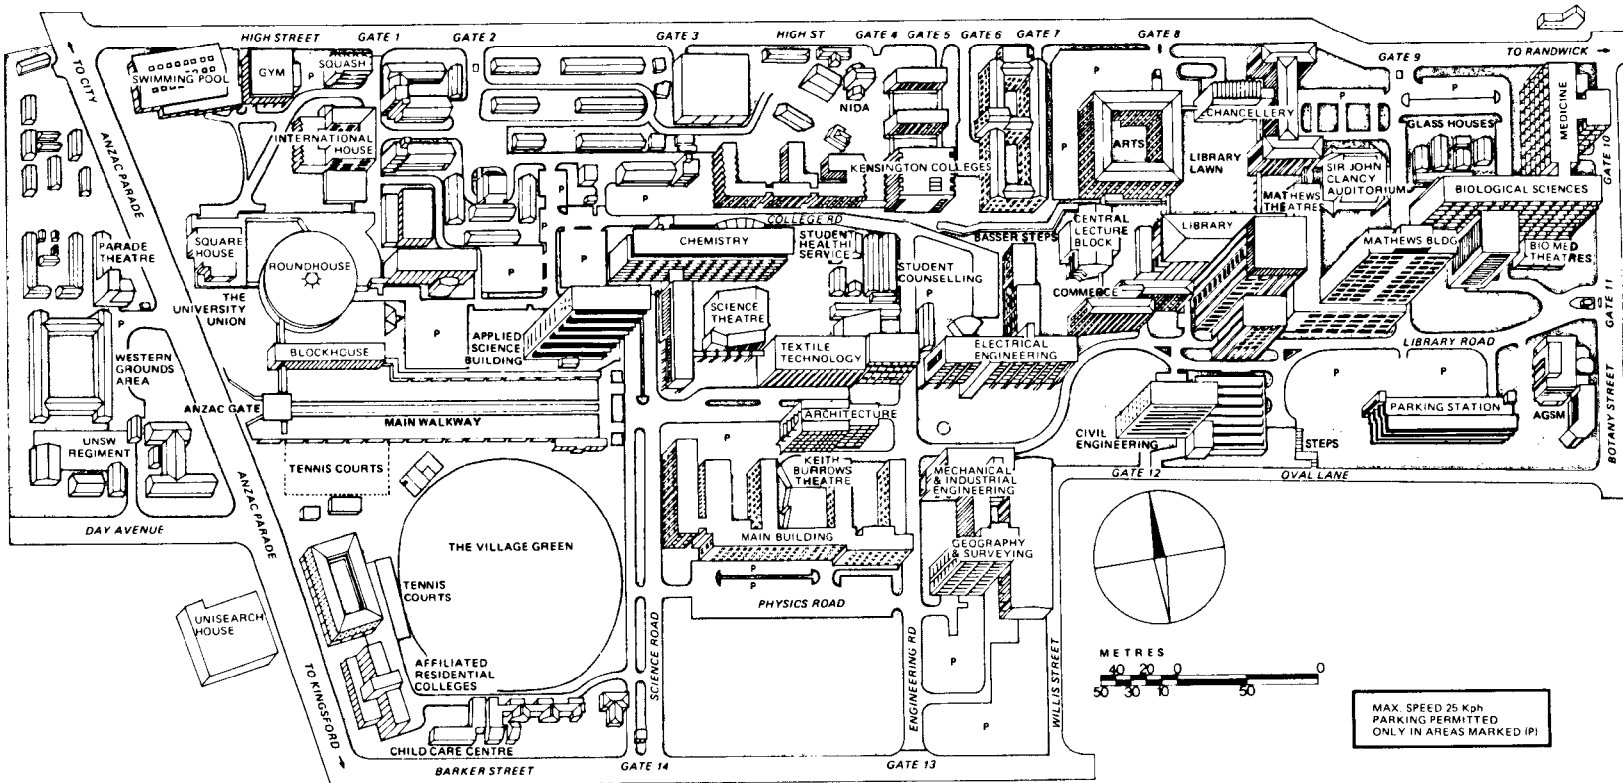 HIGH STREET
GATE 1
GATE 2
GATE 3
HIGH ST
GATE 4
GATE 5
GATE 6
GATE 7
GATE 8
GATE 9
TO RANDWICK
TO CITY
SWIMMING POOL
GYM
P
SQUASH
NIDA
P
CHANCELLERY
P
P
MEDICINE
ANZAC PARADE
INTERNATIONAL
HOUSE
P
ARTS
GLASS HOUSES
GATE 10
KENSINGTON COLLEGES
LIBRARY
LAWN
SIR JOHN
CLANCY
AUDITORIUM
BIOLOGICAL SCIENCES
P
P
MATHEWS
THEATRES
COLLEGE RD
PARADE
THEATRE
SQUARE
HOUSE
ROUNDHOUSE
CHEMISTRY
STUDENT
HEALTHI
SERVICE
BASSER STEPS
CENTRAL
LECTURE
BLOCK
LIBRARY
MATHEWS BLDG
BIO MED
THEATRES
P
P
STUDENT
COUNSELLING
P
COMMERCE
THE
UNIVERSITY
UNION
GATE 11
P
P
SCIENCE
THEATRE
APPLIED
SCIENCE
BUILDING
TEXTILE
TECHNOLOGY
ELECTRICAL
ENGINEERING
LIBRARY ROAD
WESTERN
GROUNDS
AREA
BLOCKHOUSE
P
P
BOTANY STREET
ANZAC GATE
MAIN WALKWAY
ARCHITECTURE
PARKING STATION
AGSM
UNSW
REGIMENT
P
CIVIL
ENGINEERING
STEPS
TENNIS COURTS
KEITH
BURROWS
THEATRE
MECHANICAL
& INDUSTRIAL
ENGINEERING
GATE 12
OVAL LANE
ANZAC PARADE
DAY AVENUE
THE VILLAGE GREEN
MAIN BUILDING
GEOGRAPHY
& SURVEYING
P
P
TENNIS
COURTS
PHYSICS ROAD
UNISEARCH
HOUSE
AFFILIATED
RESIDENTIAL
COLLEGES
SCIENCE ROAD
ENGINEERING RD
P
WILLIS STREET
METRES
40 20 0 0
50 30 10 50
TO KINGSFORD
P
MAX. SPEED 25 Kph
PARKING PERMITTED
ONLY IN AREAS MARKED (P)
CHILD CARE CENTRE
BARKER STREET
GATE 14
GATE 13